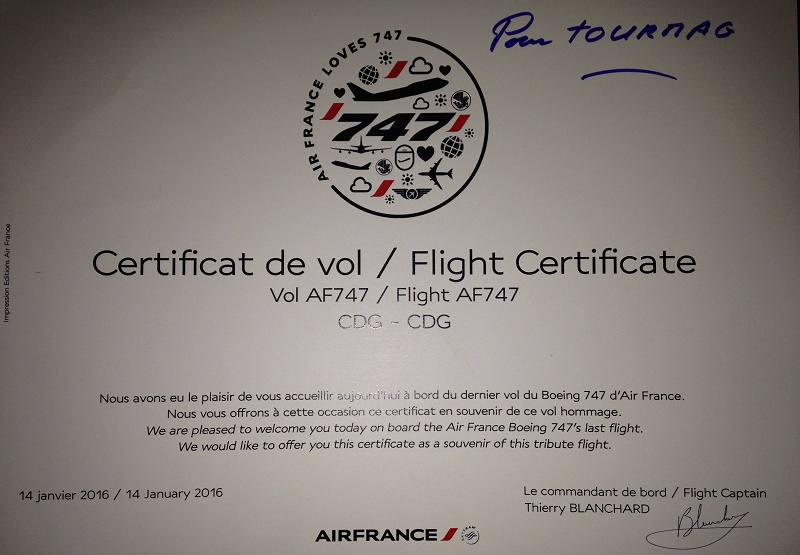 Pour TOURMAG
AIR FRANCE LOVES 747
747
Certificat de vol / Flight Certificate
Vol AF747 / Flight AF747
CDG - CDG
Nous avons eu le plaisir de vous accueillir aujourd'hui à bord du dernier vol du Boeing 747 d'Air France.
Nous vous offrons à cette occasion ce certificat en souvenir de ce vol hommage.
We are pleased to welcome you today on board the Air France Boeing 747's last flight.
We would like to offer you this certificate as a souvenir of this tribute flight.
Impression Editions Air France
14 janvier 2016 / 14 January 2016
Le commandant de bord / Flight Captain
Thierry BLANCHARD
Blanchard
AIRFRANCE